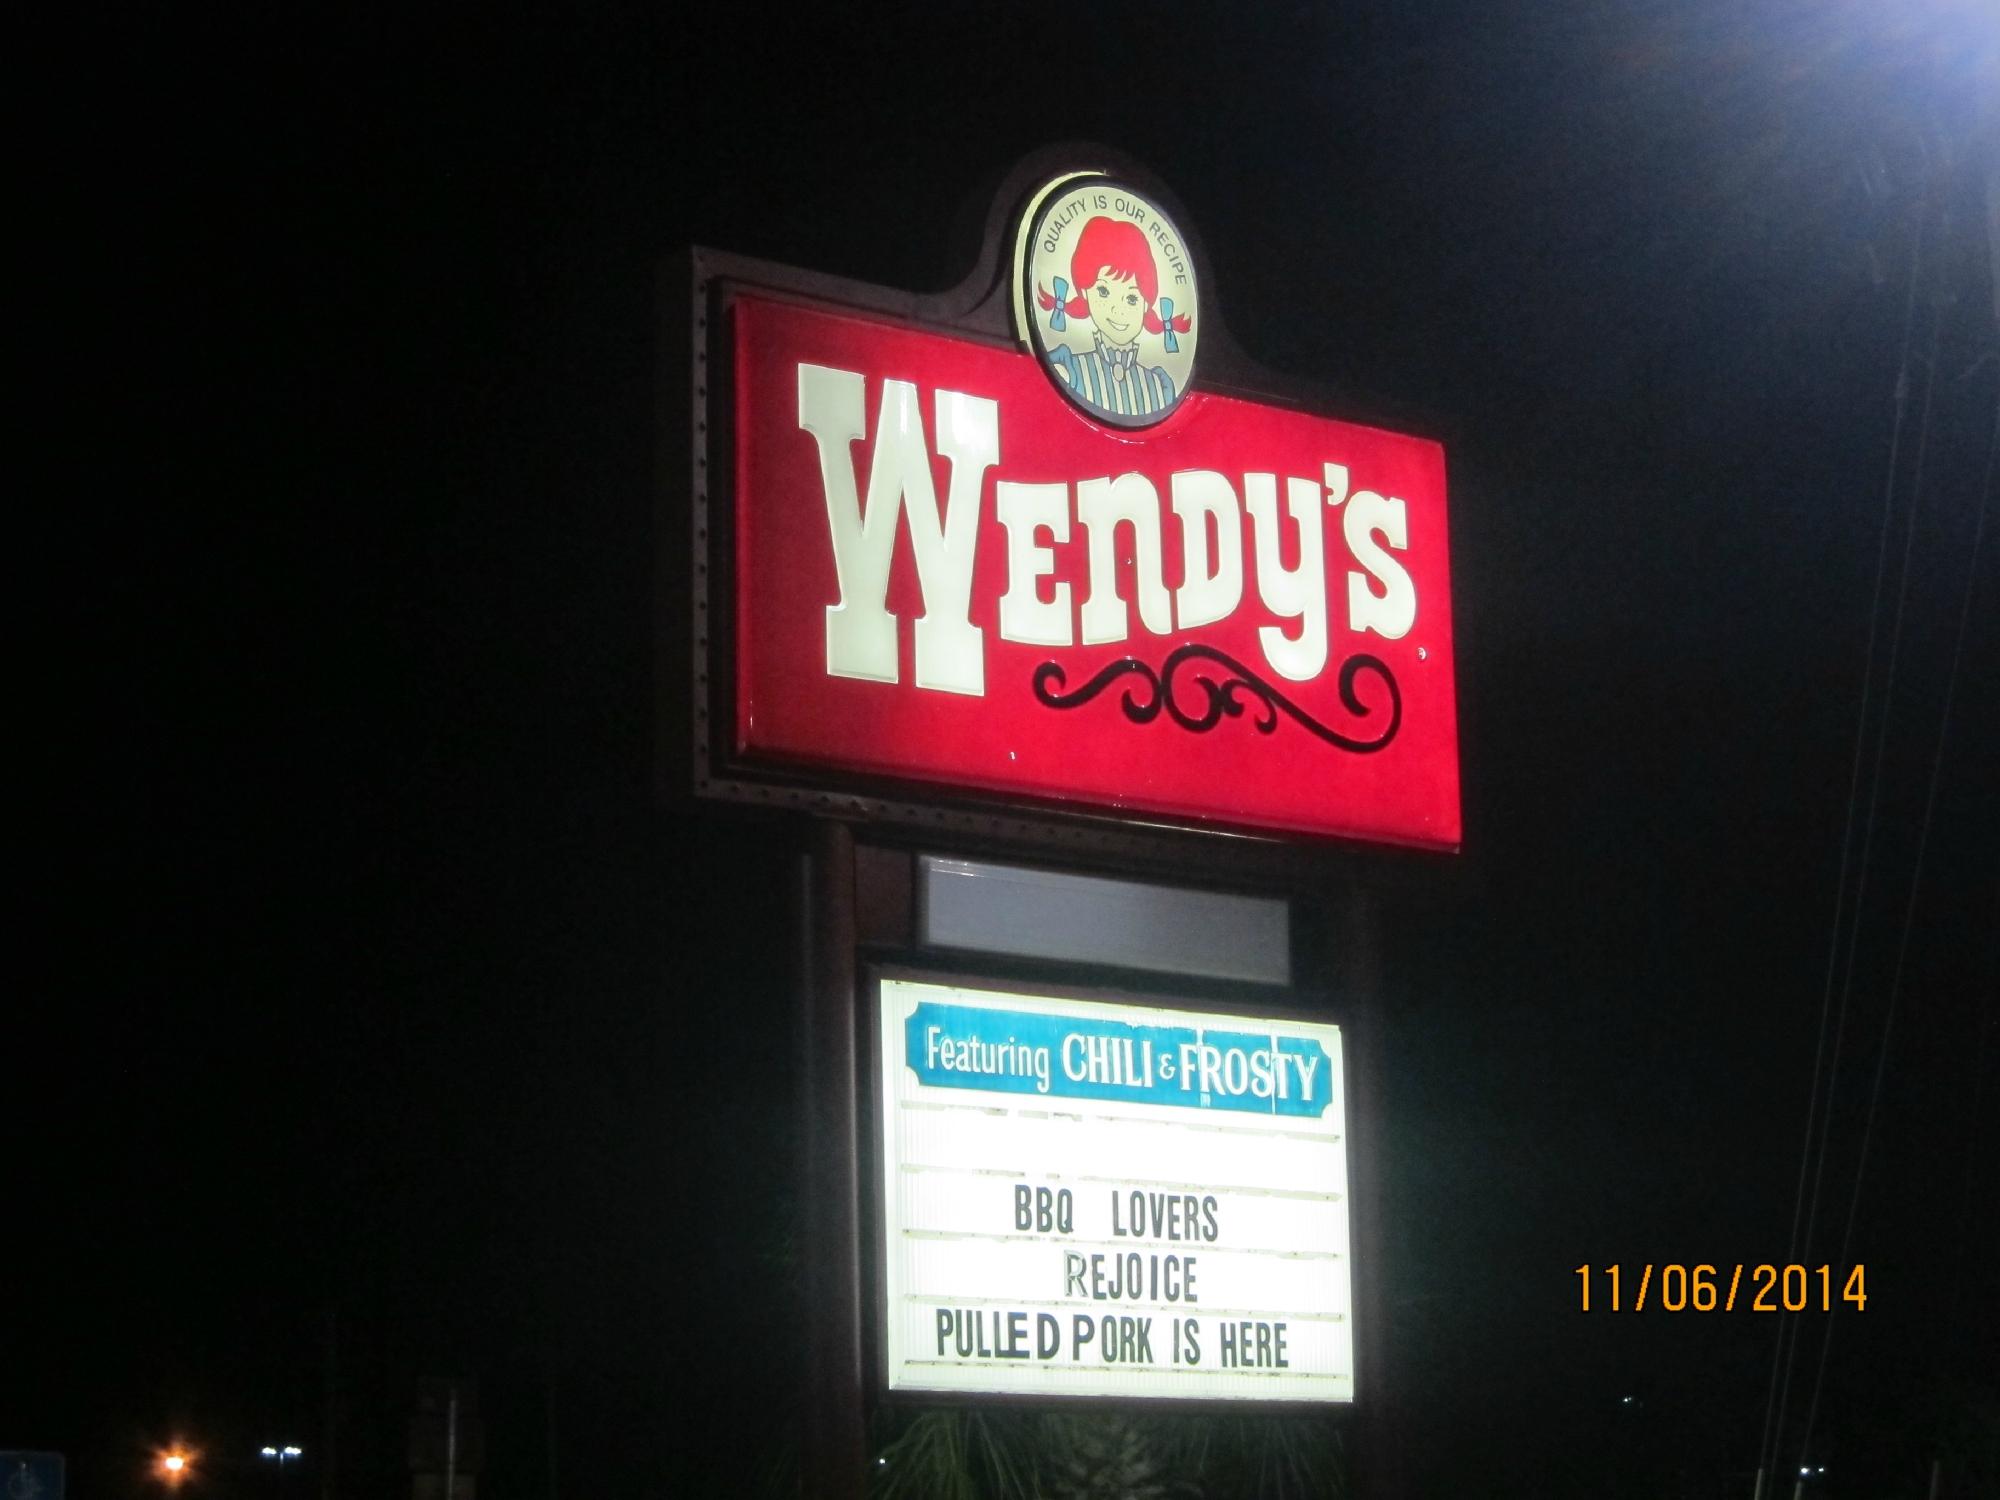 QUALITY IS OUR RECIPE
WENDY'S
Featuring CHILI & FROSTY
BBQ LOVERS
REJOICE
PULLED PORK IS HERE
11/06/2014